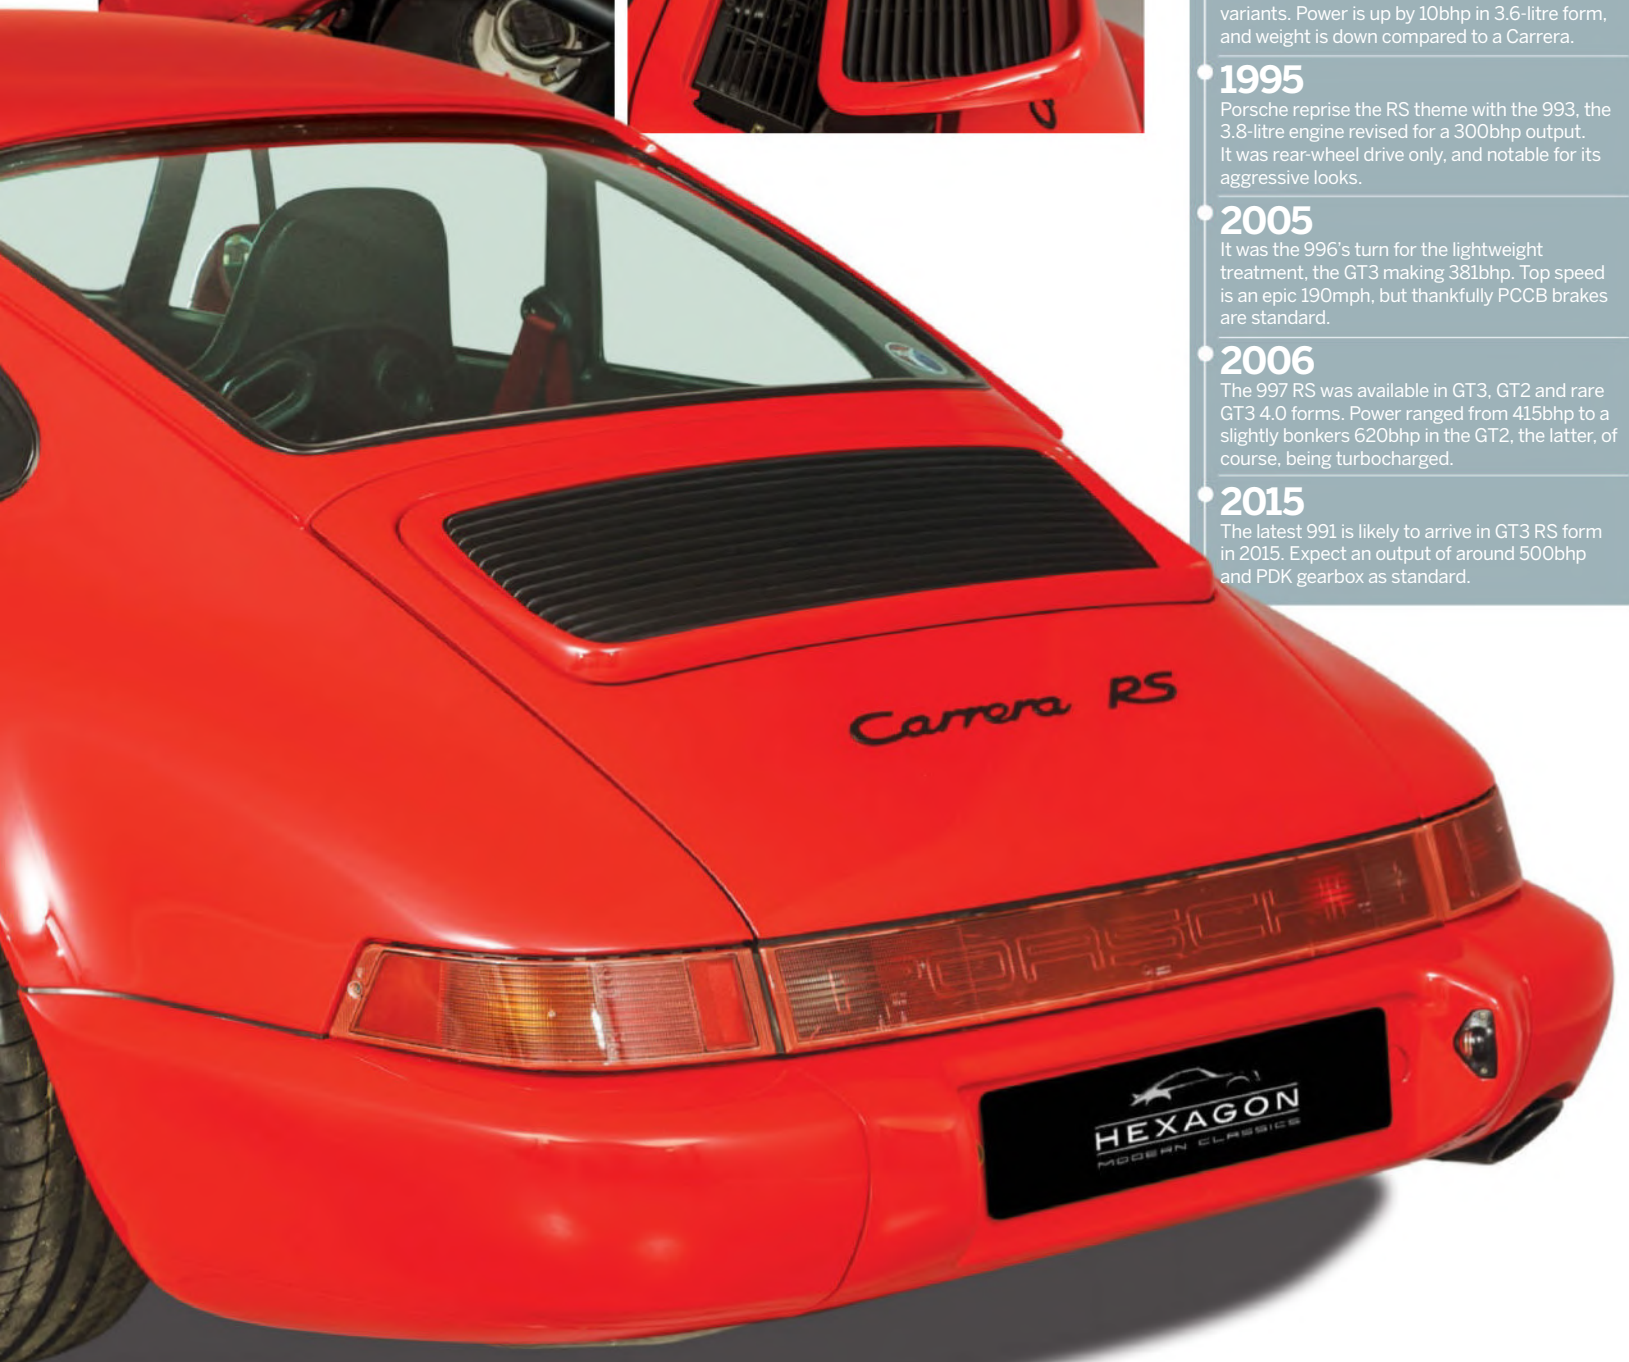 variants. Power is up by 10bhp in 3.6-litre form,
and weight is down compared to a Carrera.
1995
Porsche reprise the RS theme with the 993, the
3.8-litre engine revised for a 300bhp output.
It was rear-wheel drive only, and notable for its
aggressive looks.
2005
It was the 996’s turn for the lightweight
treatment, the GT3 making 381bhp. Top speed
is an epic 190mph, but thankfully PCCB brakes
are standard.
2006
The 997 RS was available in GT3, GT2 and rare
GT3 4.0 forms. Power ranged from 415bhp to a
slightly bonkers 620bhp in the GT2, the latter, of
course, being turbocharged.
2015
The latest 991 is likely to arrive in GT3 RS form
in 2015. Expect an output of around 500bhp
and PDK gearbox as standard.
Carrera RS
PORSCHE
HEXAGON
MODERN CLASSICS